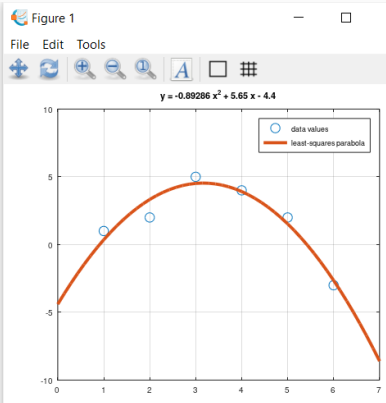 Figure 1
File Edit Tools
A
y = -0.89286 x² + 5.65 x - 4.4
data values
least-squares parabola
10
5
0
-5
-10
0 1 2 3 4 5 6 7